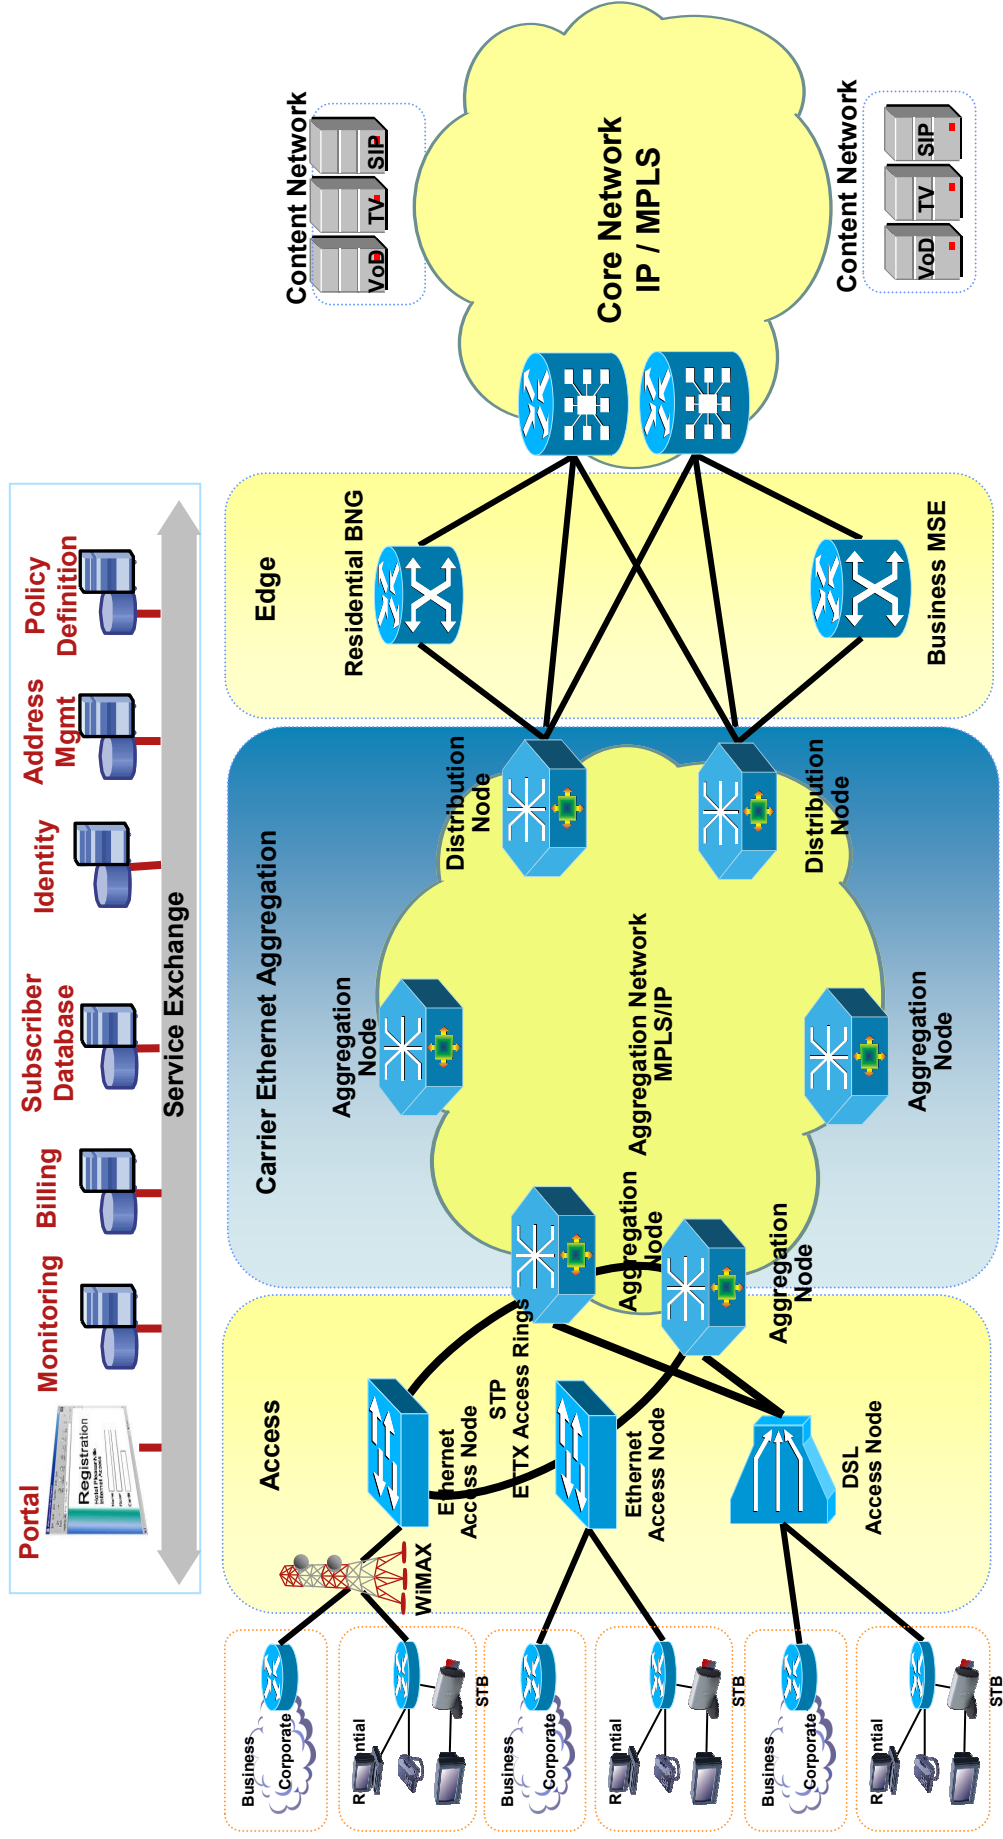 Portal
Registration
Monitoring
Billing
Subscriber
Database
Identity
Address
Mgmt
Policy
Definition
Service Exchange
Access
Carrier Ethernet Aggregation
Edge
Content Network
VoD
TV
SIP
Business
Corporate
WiMAX
Ethernet
Access Node
Aggregation
Node
Distribution
Node
Residential BNG
STB
STP
ETTX Access Rings
Aggregation
Node
Aggregation Network
MPLS/IP
Core Network
IP / MPLS
Business
Corporate
Ethernet
Access Node
Aggregation
Node
Distribution
Node
STB
Business
Corporate
DSL
Access Node
Aggregation
Node
Business MSE
Content Network
VoD
TV
SIP
STB